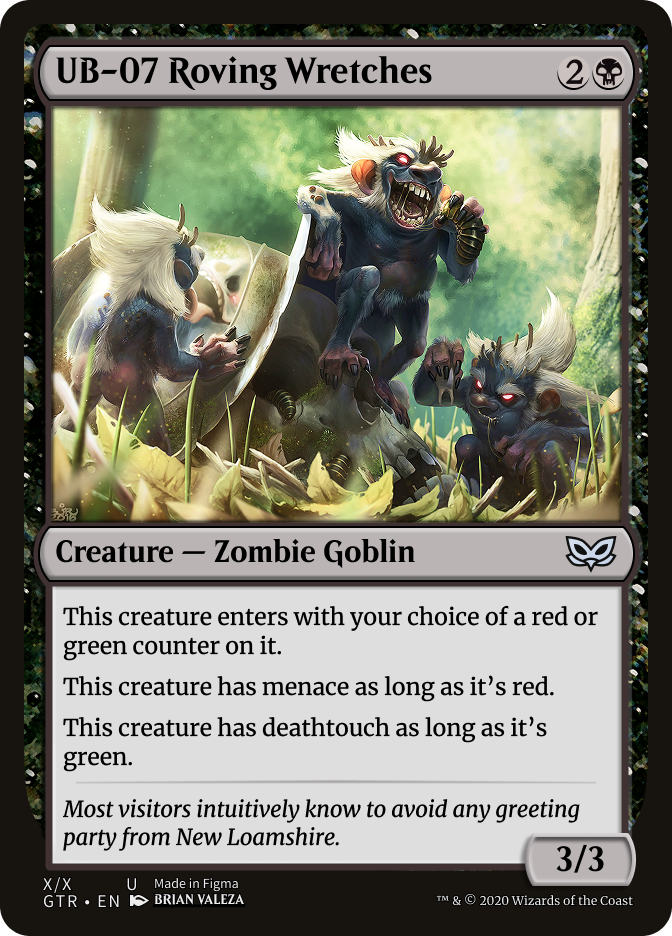 UB-07 Roving Wretches 2
Creature — Zombie Goblin
This creature enters with your choice of a red or
green counter on it.
This creature has menace as long as it's red.
This creature has deathtouch as long as it's
green.
Most visitors intuitively know to avoid any greeting
party from New Loamshire.
3/3
X/X U Made in Figma
GTR • EN BRIAN VALEZA ™ & © 2020 Wizards of the Coast